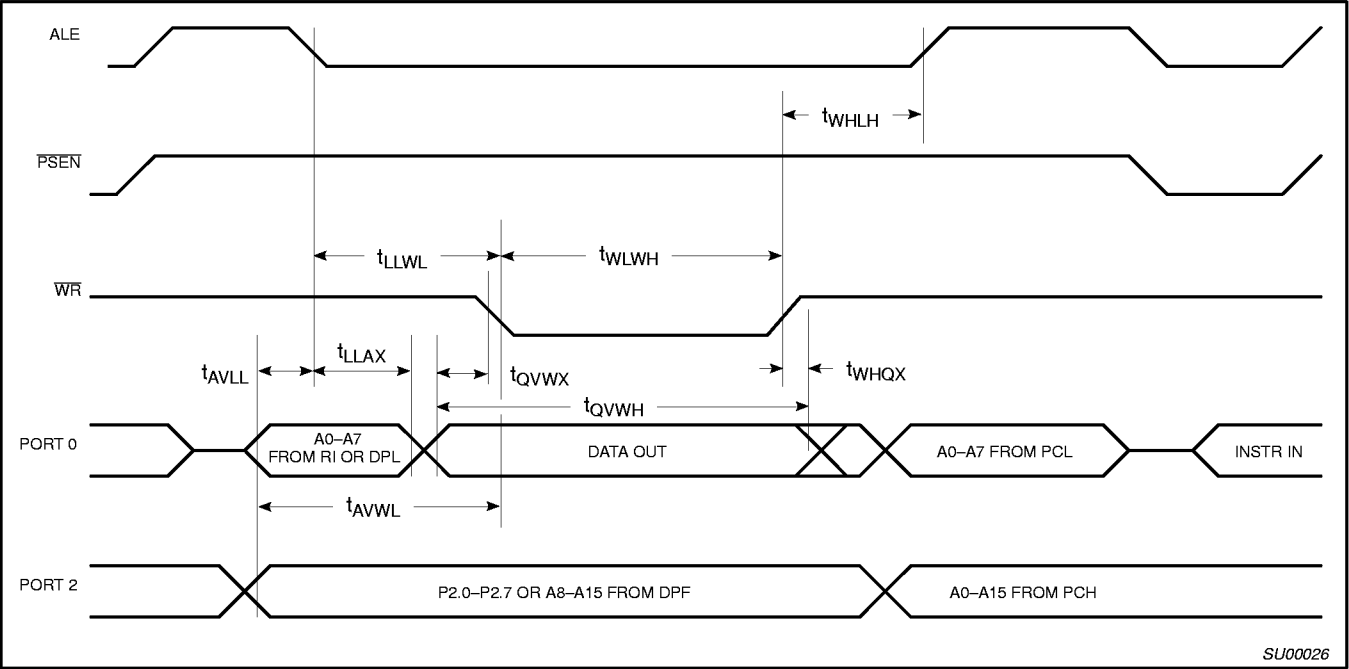 ALE
tWHLH
PSEN
tLLWL
tWLWH
WR
tAVLL
tLLAX
tQVWX
tWHQX
tQVWH
PORT 0
A0–A7
FROM RI OR DPL
DATA OUT
A0–A7 FROM PCL
INSTR IN
tAVWL
PORT 2
P2.0–P2.7 OR A8–A15 FROM DPF
A0–A15 FROM PCH
SU00026